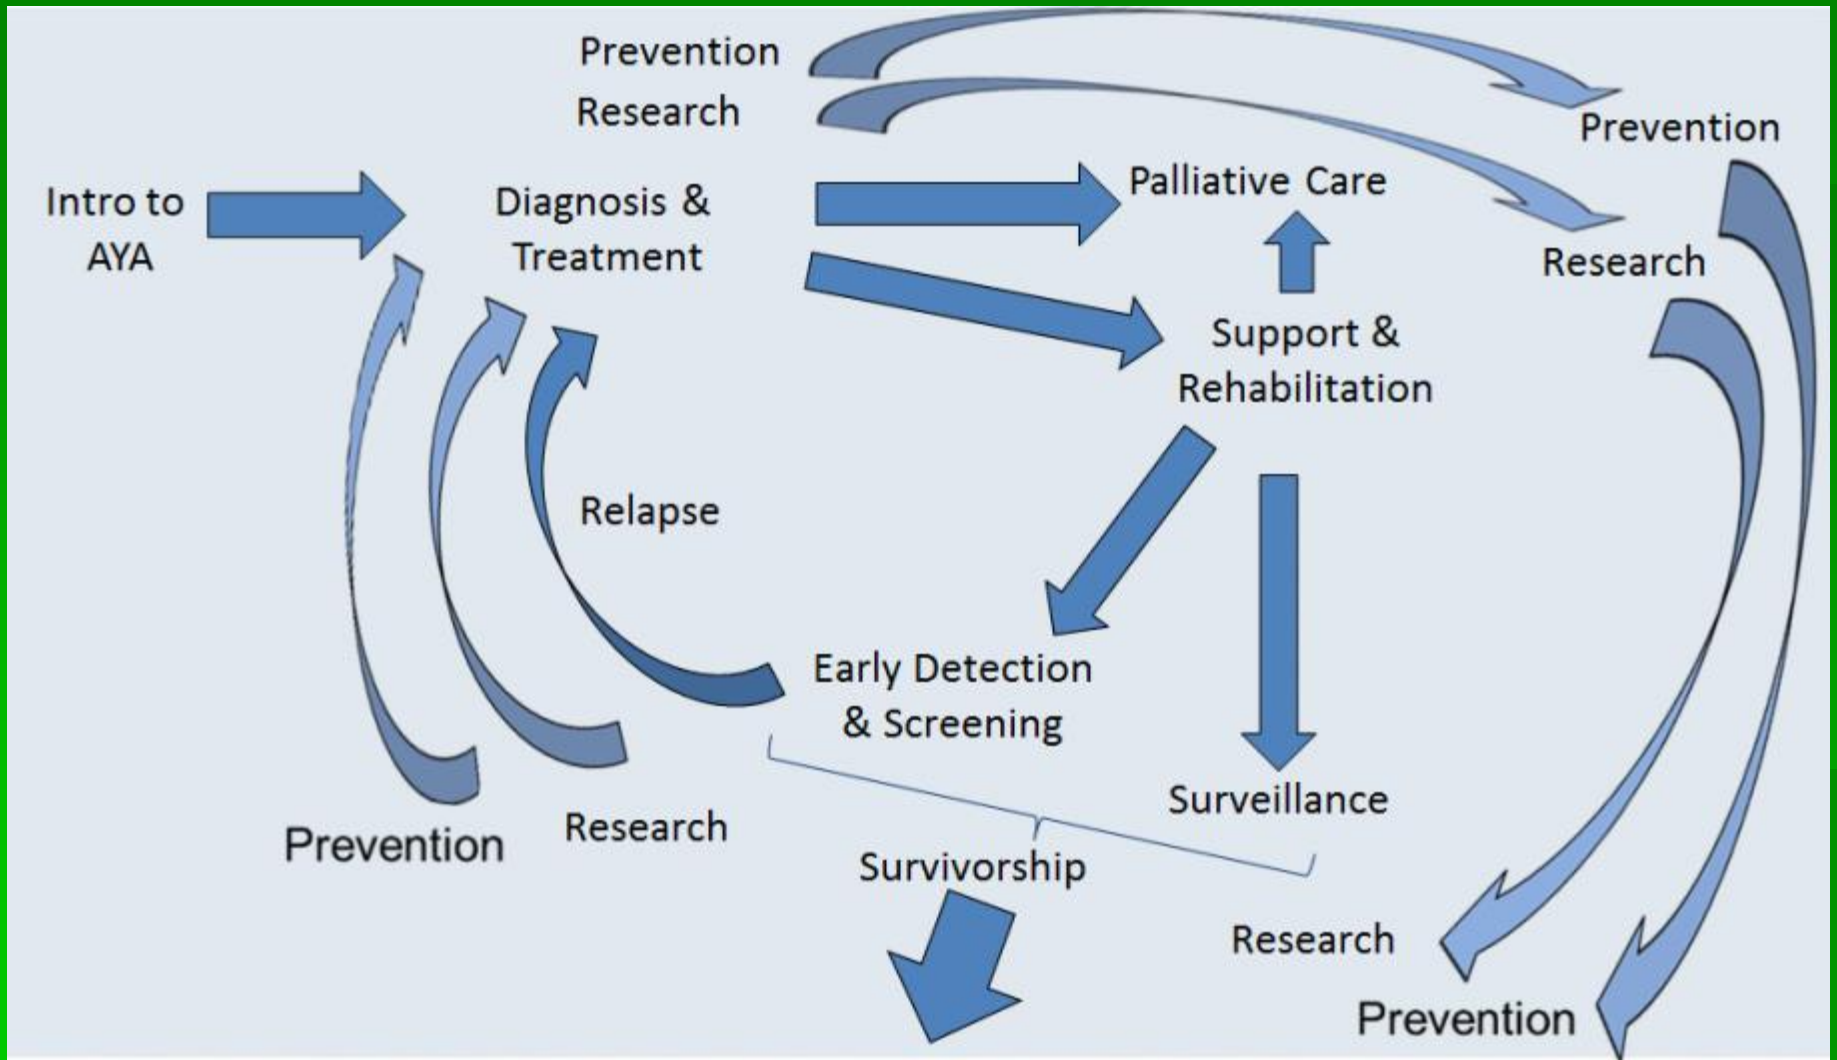 Prevention
Research
Prevention
Palliative Care
Intro to
AYA
Diagnosis &
Treatment
Research
Support &
Rehabilitation
Relapse
Early Detection
& Screening
Surveillance
Prevention
Research
Survivorship
Research
Prevention